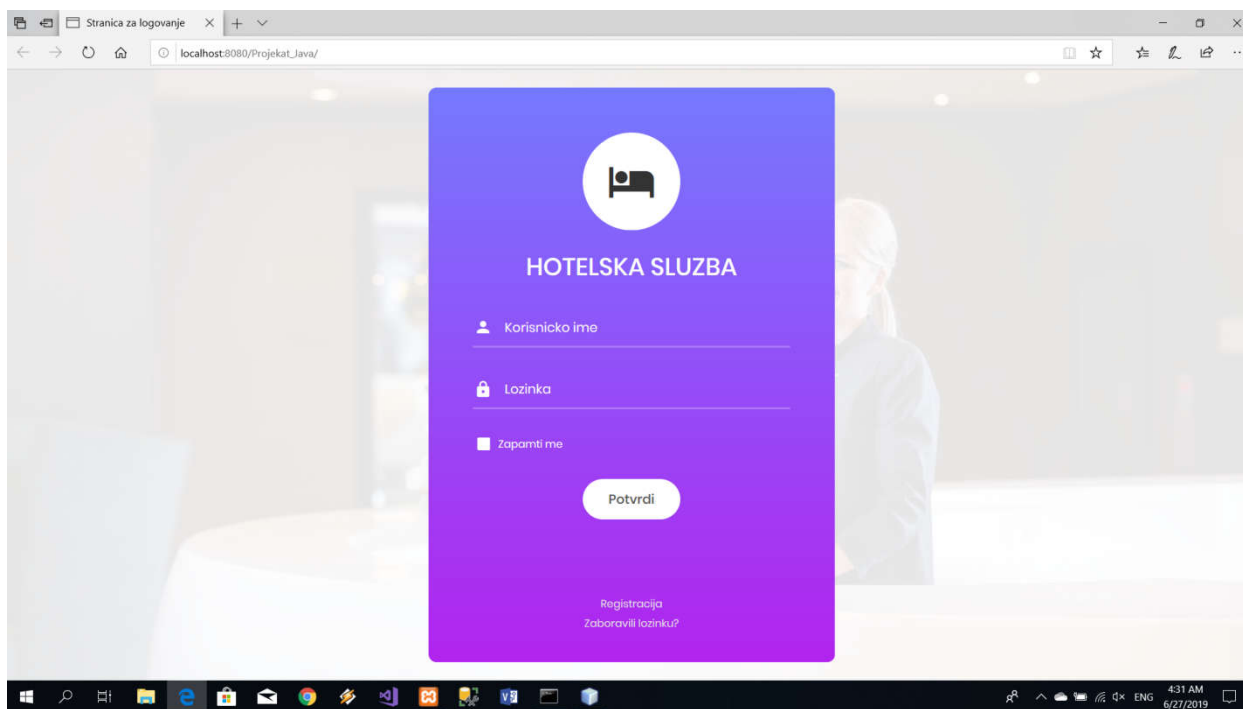 Stranica za logovanje
localhost:8080/Projekat_Java/
HOTELSKA SLUZBA
Korisnicko ime
Lozinka
Zapamti me
Potvrdi
Registracija
Zaboravili lozinku?
ENG
4:31 AM
6/27/2019